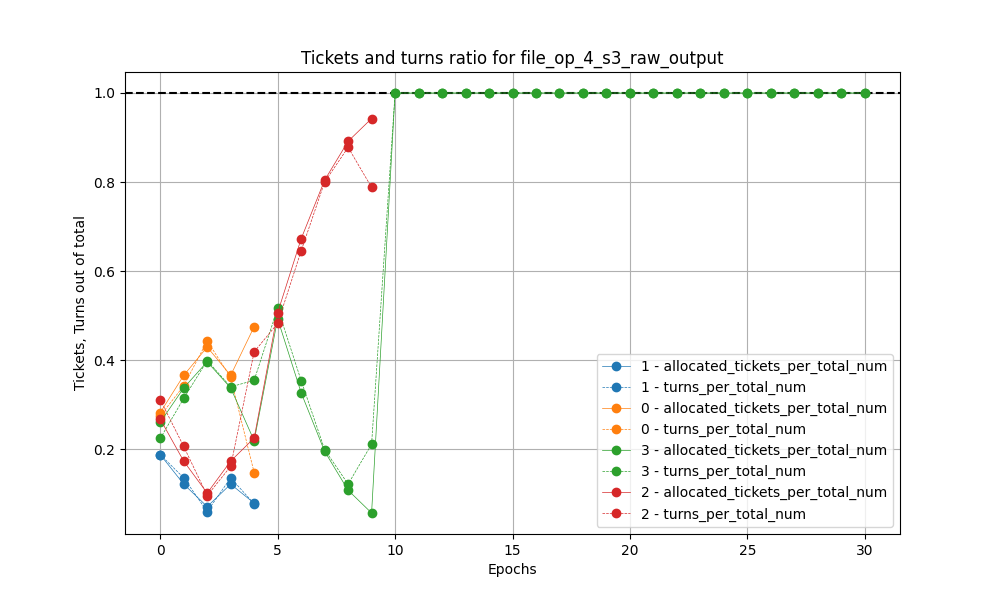 Tickets and turns ratio for file_op_4_s3_raw_output
Tickets, Turns out of total
1.0
0.8
0.6
0.4
0.2
0 5 10 15 20 25 30
Epochs
1 - allocated_tickets_per_total_num
1 - turns_per_total_num
0 - allocated_tickets_per_total_num
0 - turns_per_total_num
3 - allocated_tickets_per_total_num
3 - turns_per_total_num
2 - allocated_tickets_per_total_num
2 - turns_per_total_num